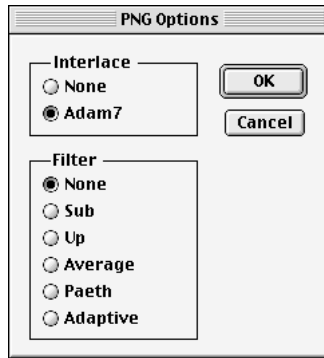 PNG Options
Interlace
None
Adam7
OK
Cancel
Filter
None
Sub
Up
Average
Paeth
Adaptive